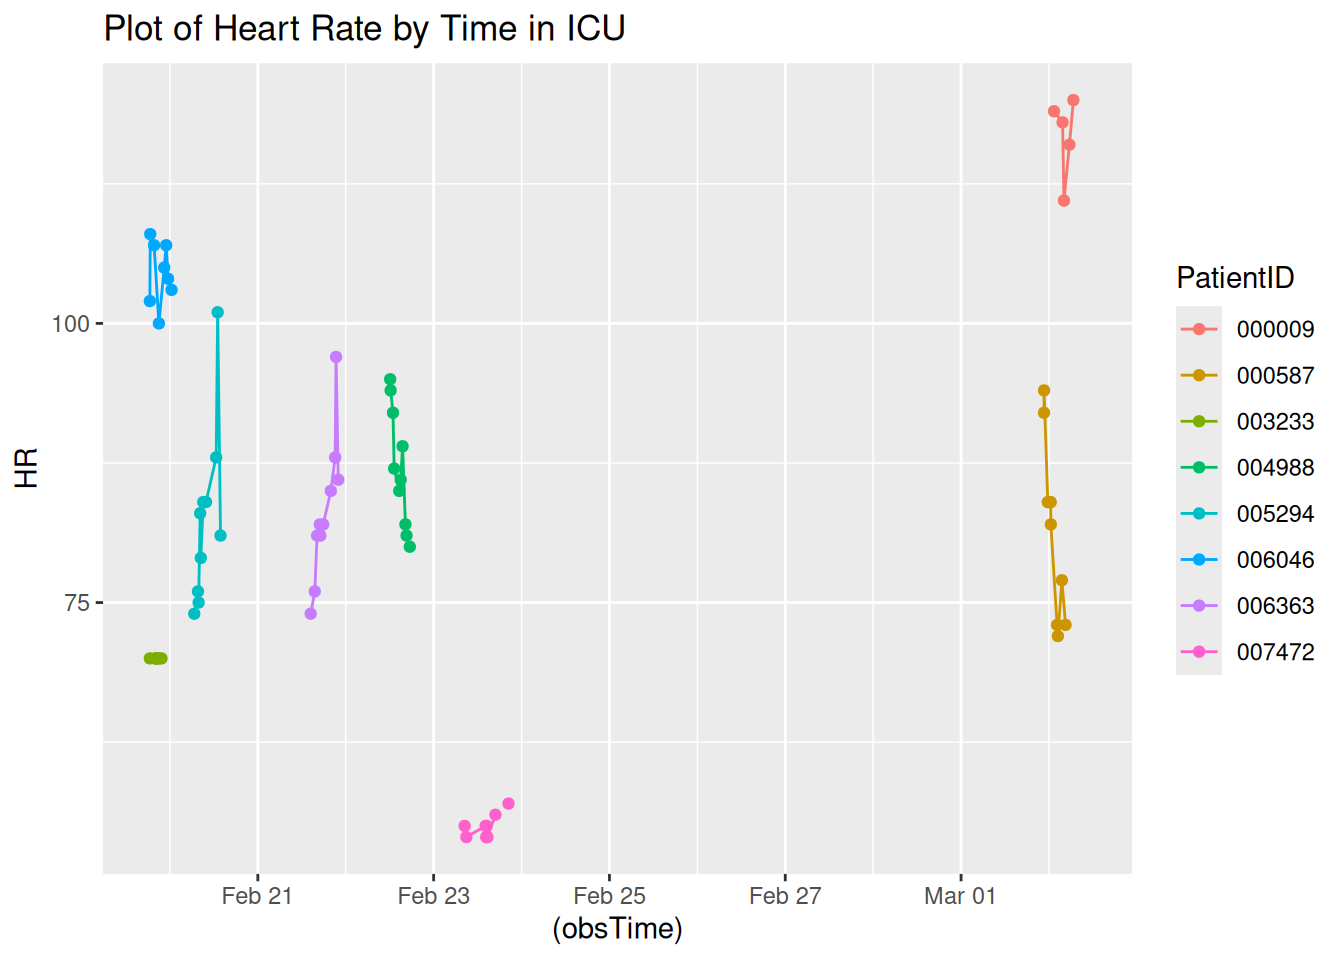 Plot of Heart Rate by Time in ICU
HR
100
75
Feb 21
Feb 23
Feb 25
Feb 27
Mar 01
(obsTime)
PatientID
000009
000587
003233
004988
005294
006046
006363
007472